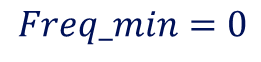 Freq_min = 0